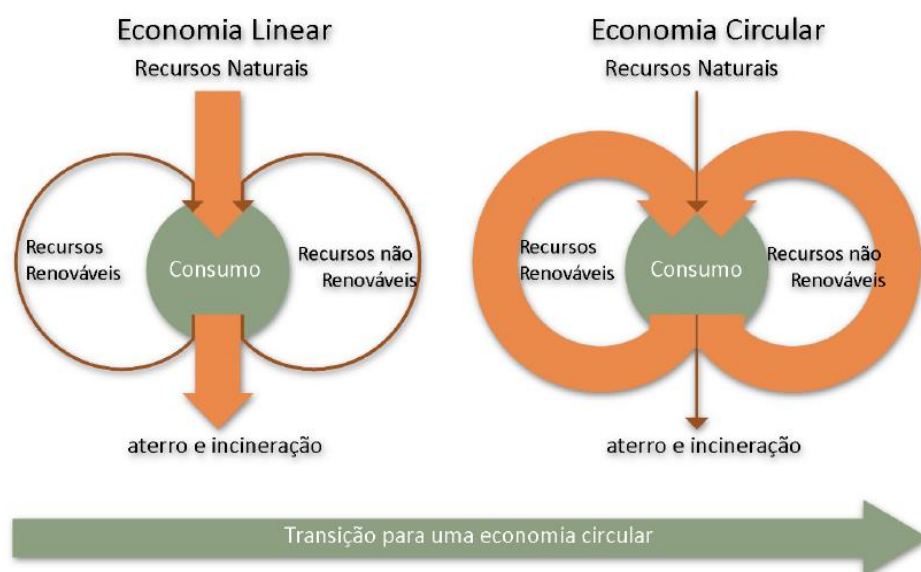 Economia Linear
Recursos Naturais
Recursos
Renováveis
Consumo
Recursos não
Renováveis
aterro e incineração
Economia Circular
Recursos Naturais
Recursos
Renováveis
Consumo
Recursos não
Renováveis
aterro e incineração
Transição para uma economia circular